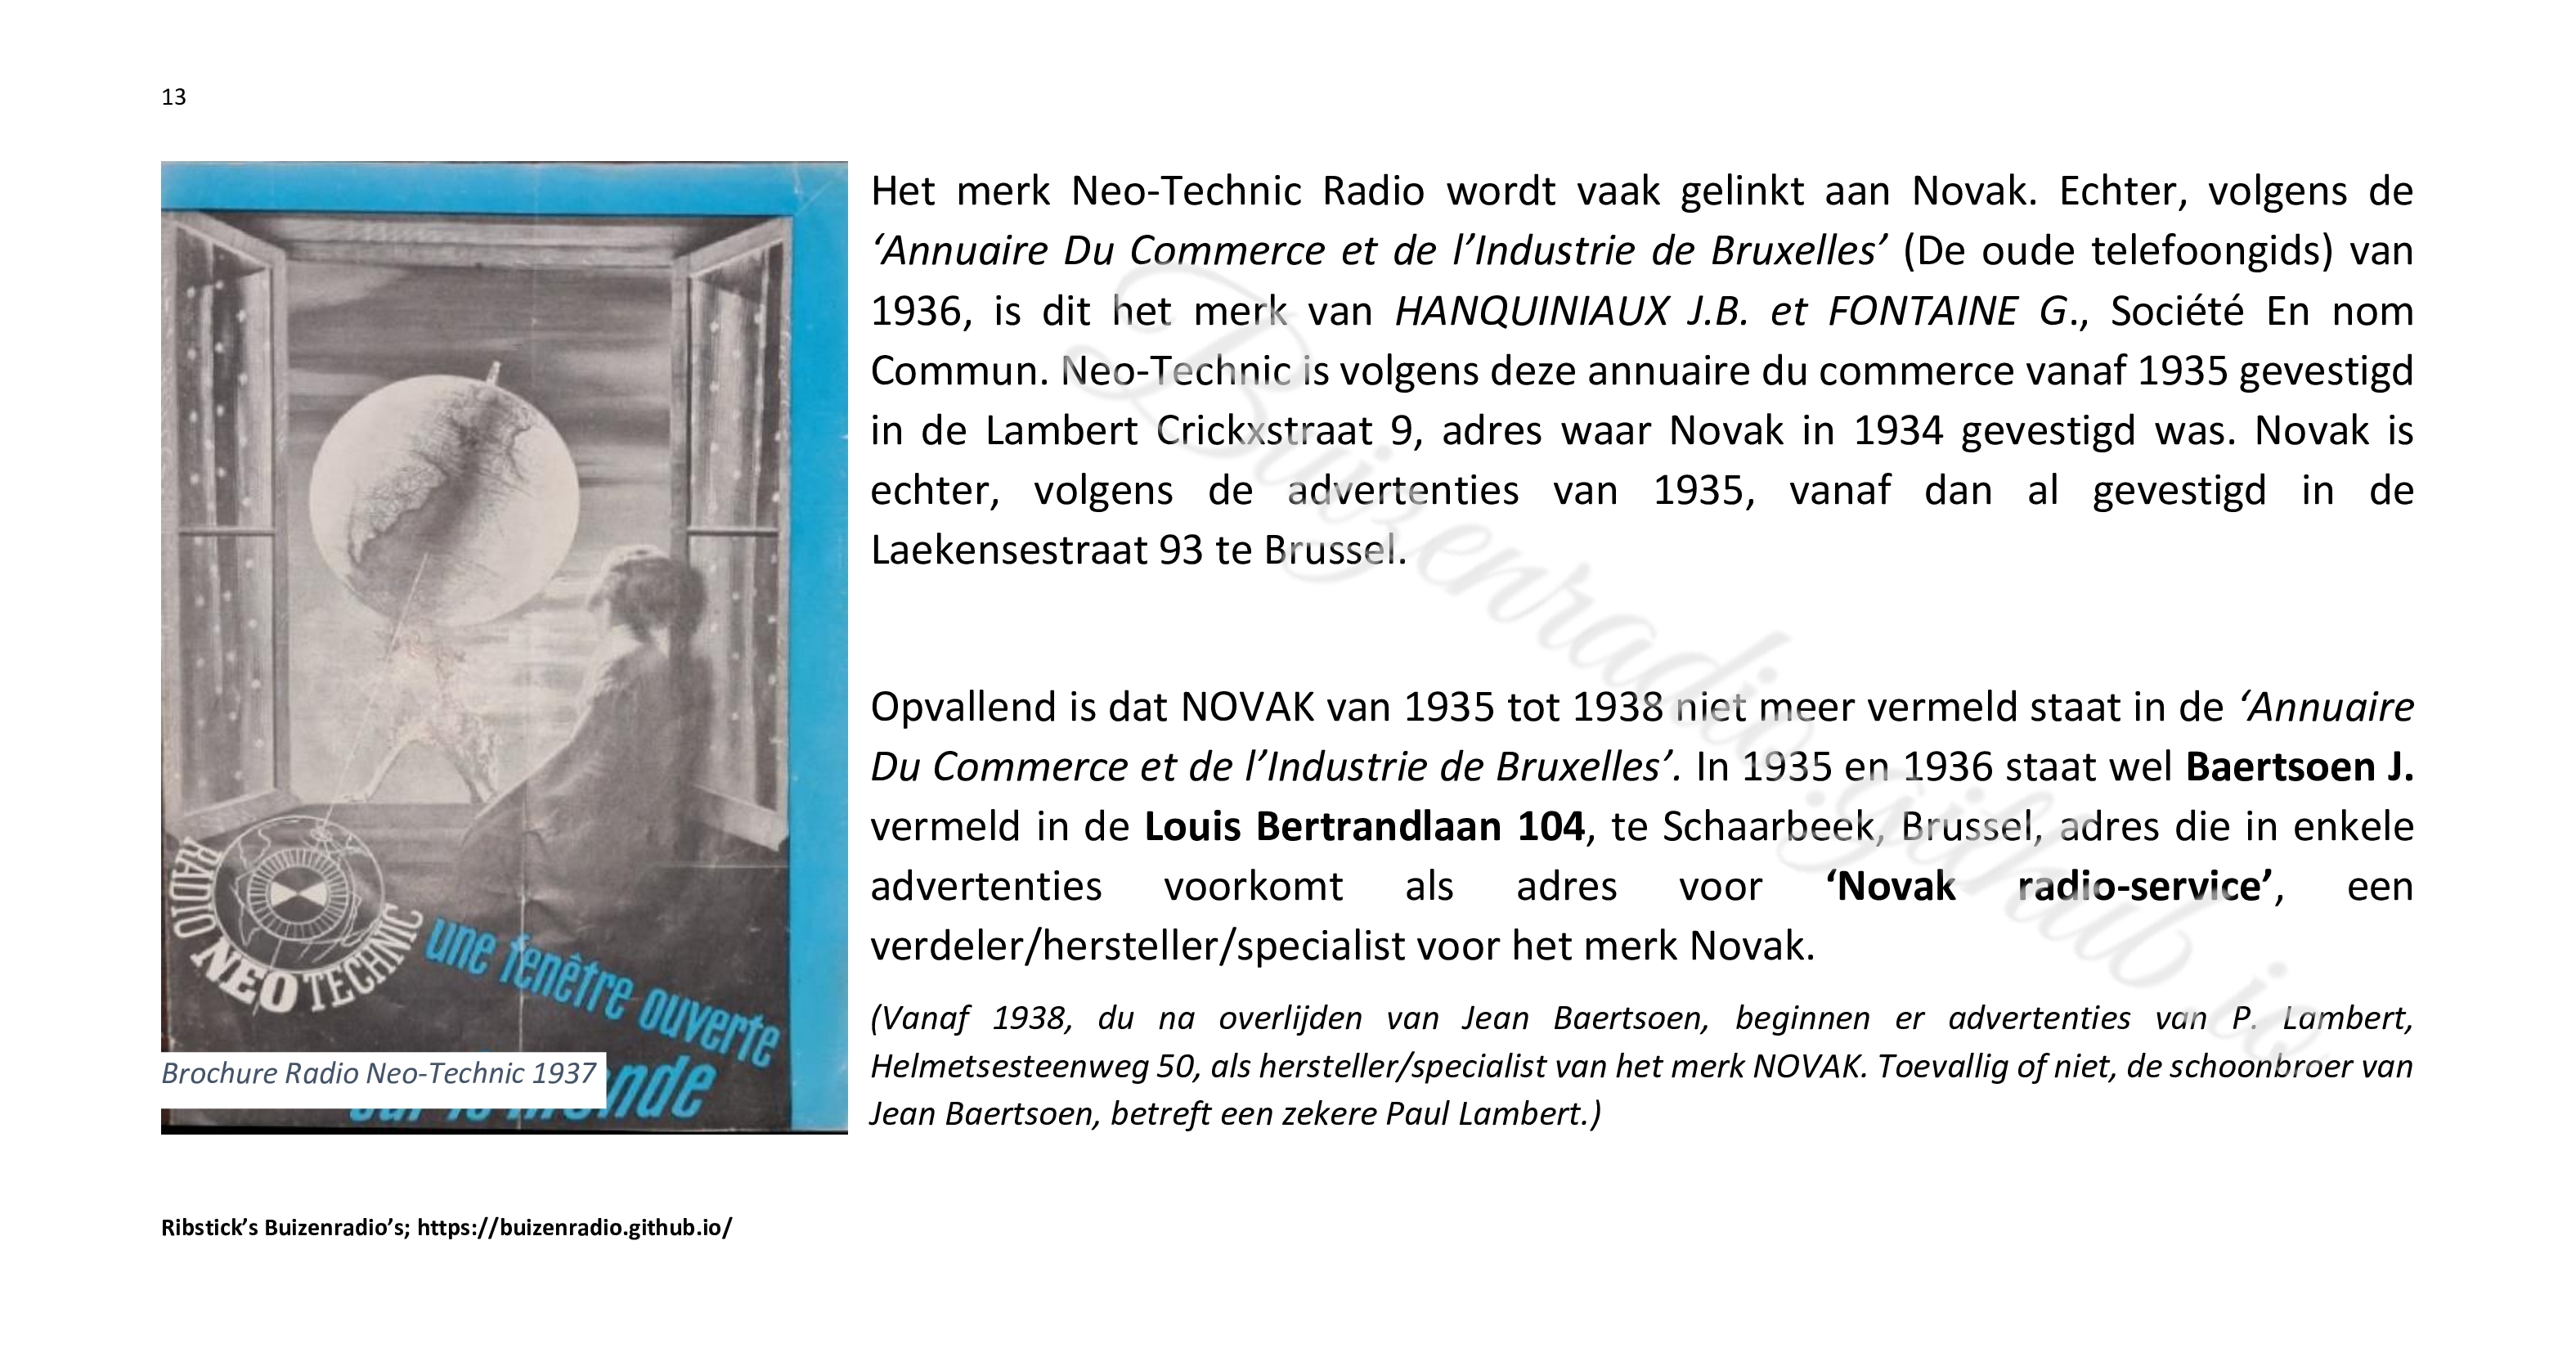 13
Het merk Neo-Technic Radio wordt vaak gelinkt aan Novak. Echter, volgens de
‘Annuaire Du Commerce et de l’Industrie de Bruxelles’ (De oude telefoongids) van
1936, is dit het merk van HANQUINIAUX J.B. et FONTAINE G., Société En nom
Commun. Neo-Technic is volgens deze annuaire du commerce vanaf 1935 gevestigd
in de Lambert Crickxstraat 9, adres waar Novak in 1934 gevestigd was. Novak is
echter, volgens de advertenties van 1935, vanaf dan al gevestigd in de
Laekensestraat 93 te Brussel.
Opvallend is dat NOVAK van 1935 tot 1938 niet meer vermeld staat in de ‘Annuaire
Du Commerce et de l’Industrie de Bruxelles’. In 1935 en 1936 staat wel Baertsoen J.
vermeld in de Louis Bertrandlaan 104, te Schaarbeek, Brussel, adres die in enkele
advertenties voorkomt als adres voor ‘Novak radio-service’, een
verdeler/hersteller/specialist voor het merk Novak.
(Vanaf 1938, du na overlijden van Jean Baertsoen, beginnen er advertenties van P. Lambert,
Helmetsesteenweg 50, als hersteller/specialist van het merk NOVAK. Toevallig of niet, de schoonbroer van
Jean Baertsoen, betreft een zekere Paul Lambert.)
RADIO NEO TECHNIC
une fenêtre ouverte
Brochure Radio Neo-Technic 1937
Buizenradio.github.io
Ribstick’s Buizenradio’s; https://buizenradio.github.io/